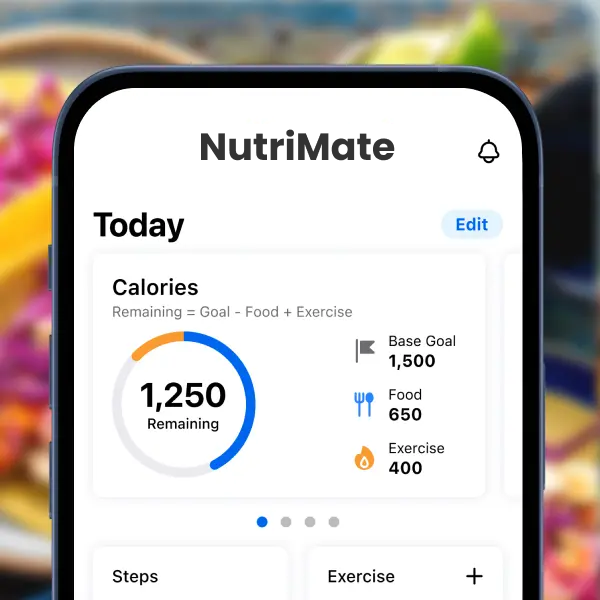 NutriMate
Today
Edit
Calories
Remaining = Goal - Food + Exercise
1,250
Remaining
Base Goal
1,500
Food
650
Exercise
400
Steps
Exercise